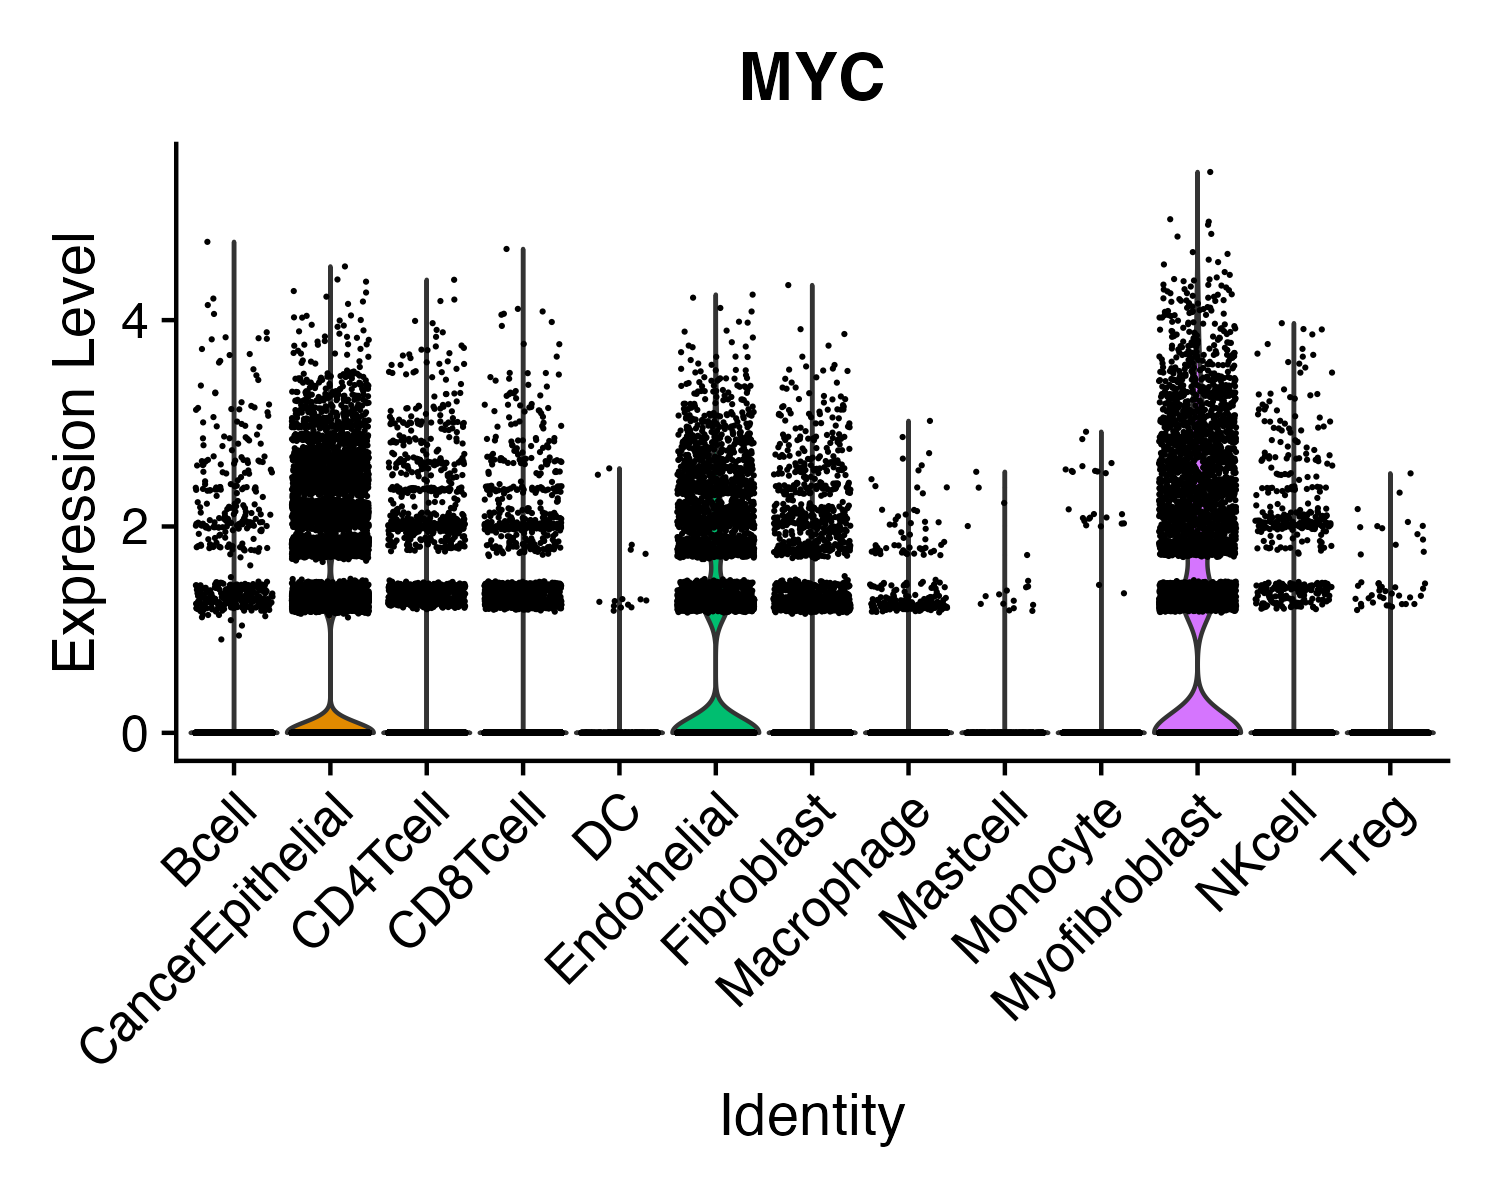 MYC
Expression Level
4
2
0
Bcell
CancerEpithelial
CD4Tcell
CD8Tcell
DC
Endothelial
Fibroblast
Macrophage
Mastcell
Monocyte
Myofibroblast
NKcell
Treg
Identity